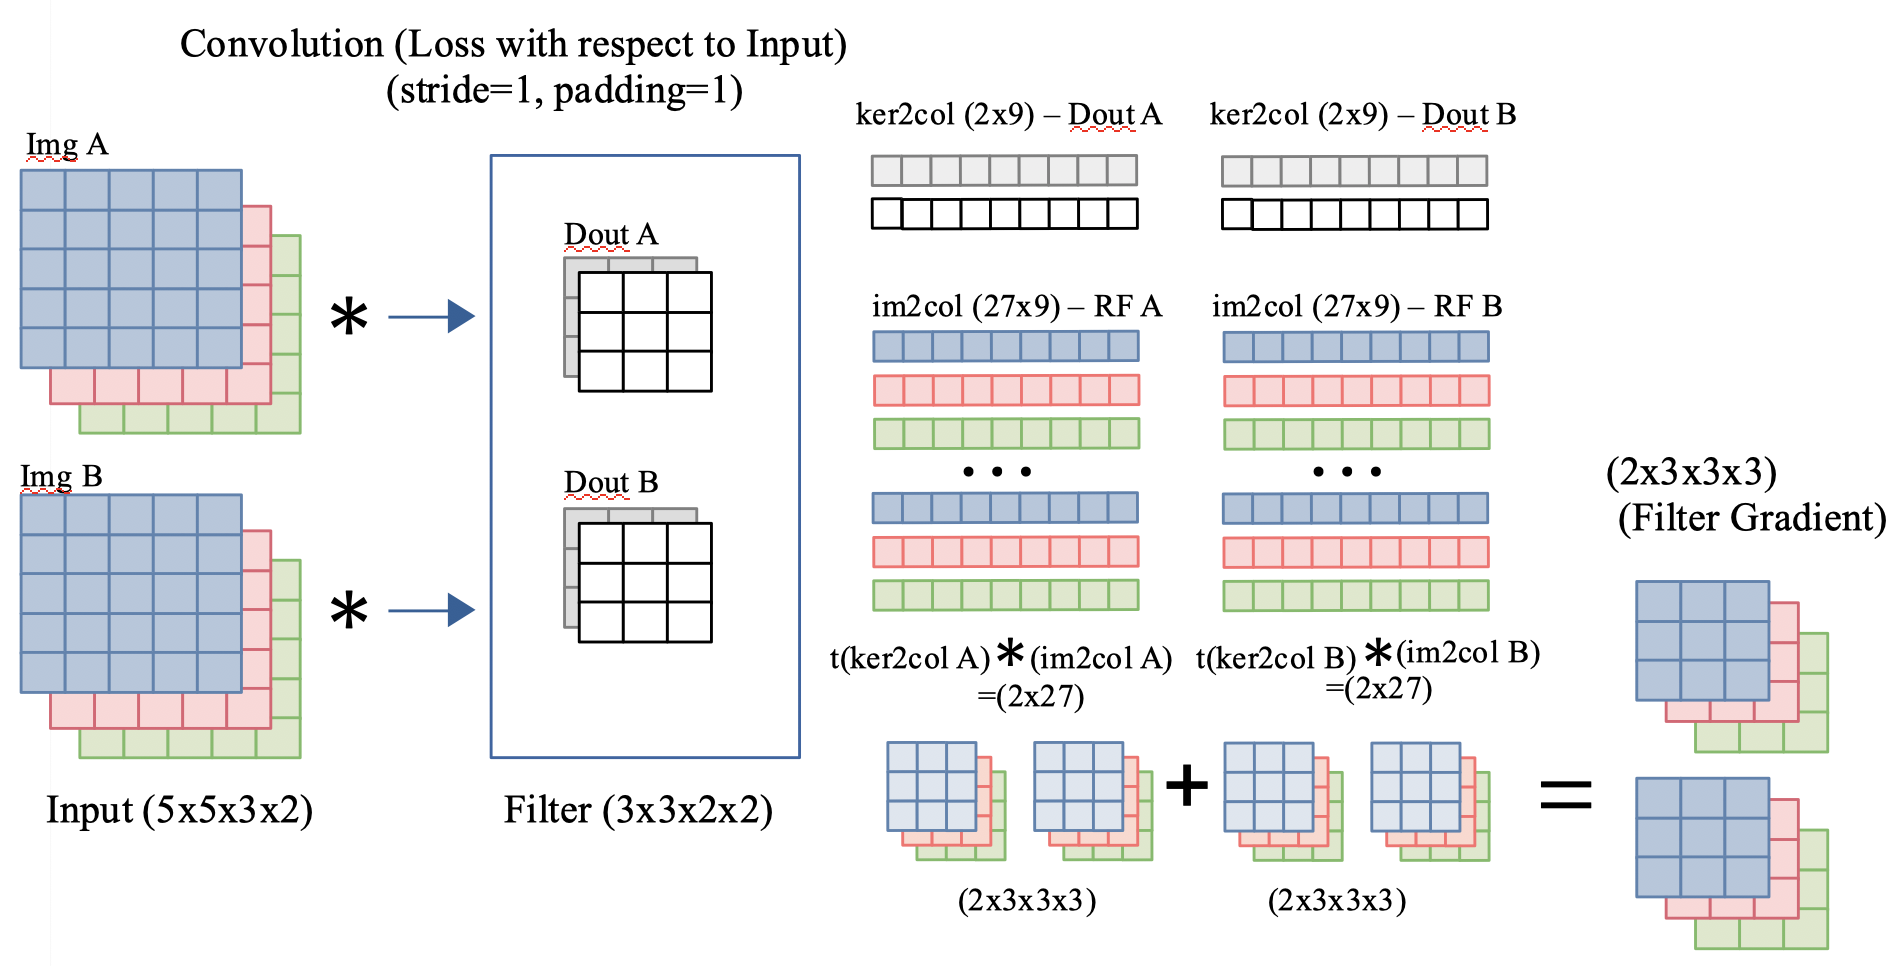 Convolution (Loss with respect to Input)
(stride=1, padding=1)
Img A
Img B
Input (5x5x3x2)
*
*
Dout A
Dout B
Filter (3x3x2x2)
ker2col (2x9) – Dout A
ker2col (2x9) – Dout B
im2col (27x9) – RF A
im2col (27x9) – RF B
• • •
• • •
t(ker2col A) * (im2col A)
=(2x27)
t(ker2col B) * (im2col B)
=(2x27)
+
=
(2x3x3x3)
(2x3x3x3)
(2x3x3x3)
(Filter Gradient)